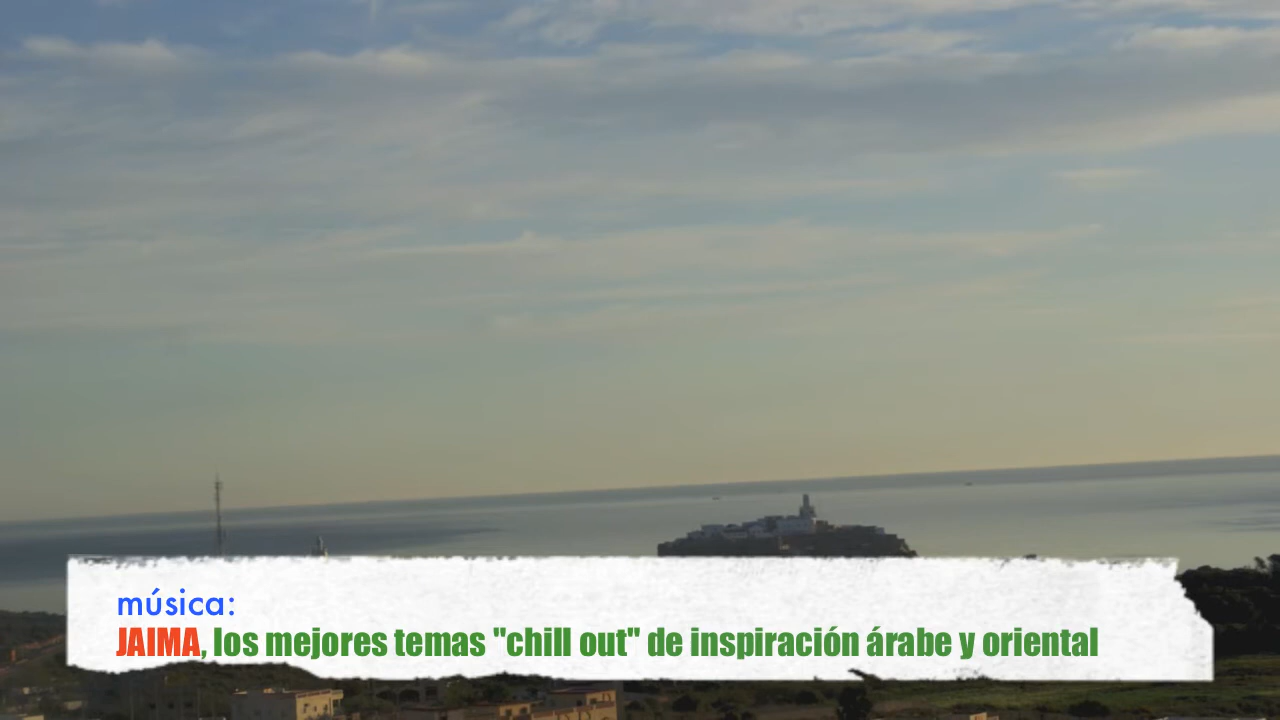 música:
JAIMA, los mejores temas "chill out" de inspiración árabe y oriental